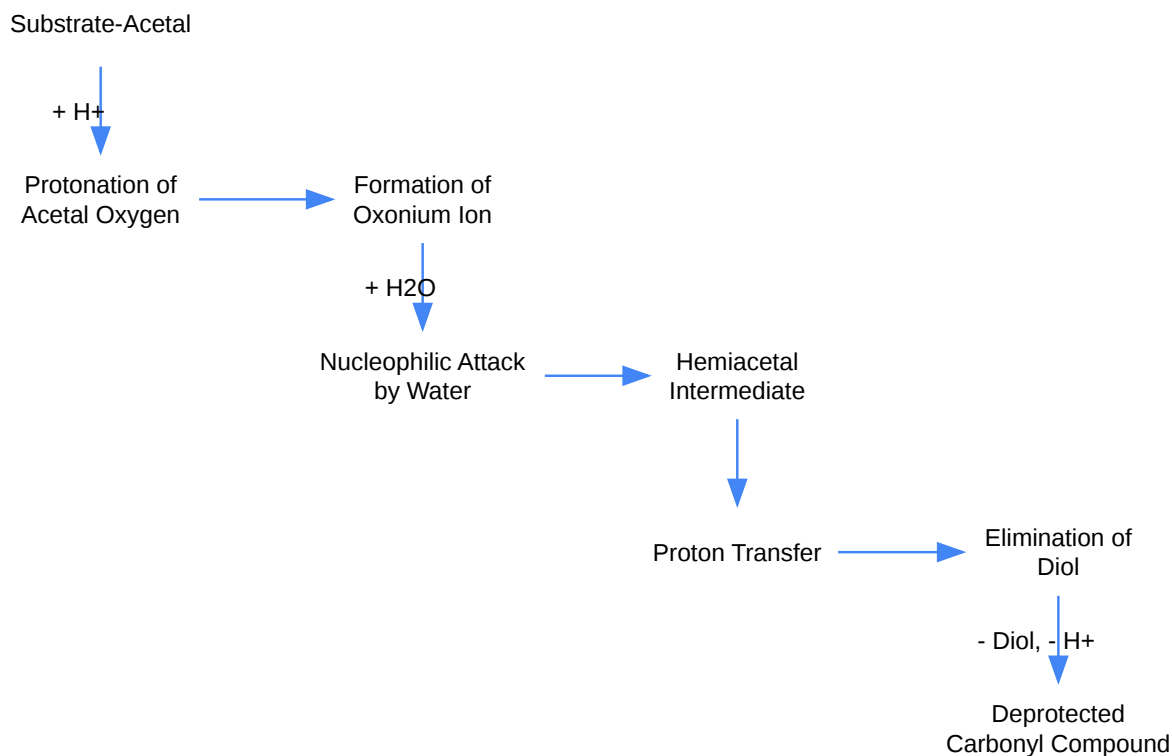 Substrate-Acetal
+ H+
Protonation of
Acetal Oxygen
Formation of
Oxonium Ion
+ H2O
Nucleophilic Attack
by Water
Hemiacetal
Intermediate
Proton Transfer
Elimination of
Diol
- Diol, - H+
Deprotected
Carbonyl Compound